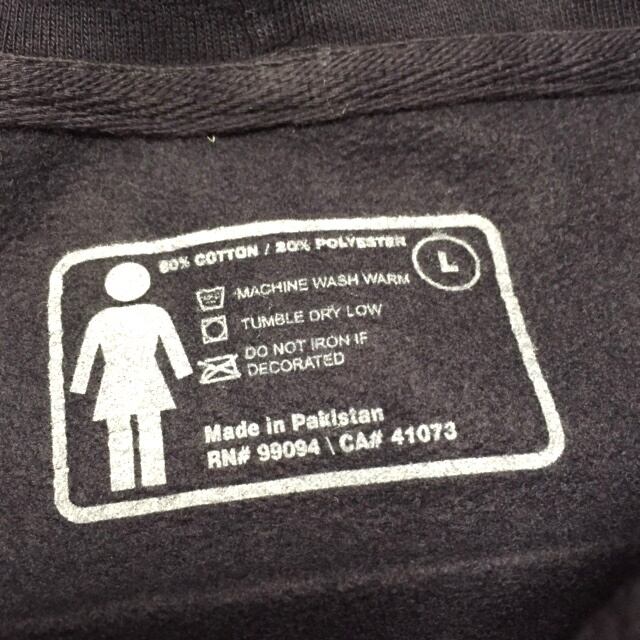 80% COTTON / 20% POLYESTER
L
MACHINE WASH WARM
TUMBLE DRY LOW
DO NOT IRON IF
DECORATED
Made in Pakistan
RN# 99094 \ CA# 41073